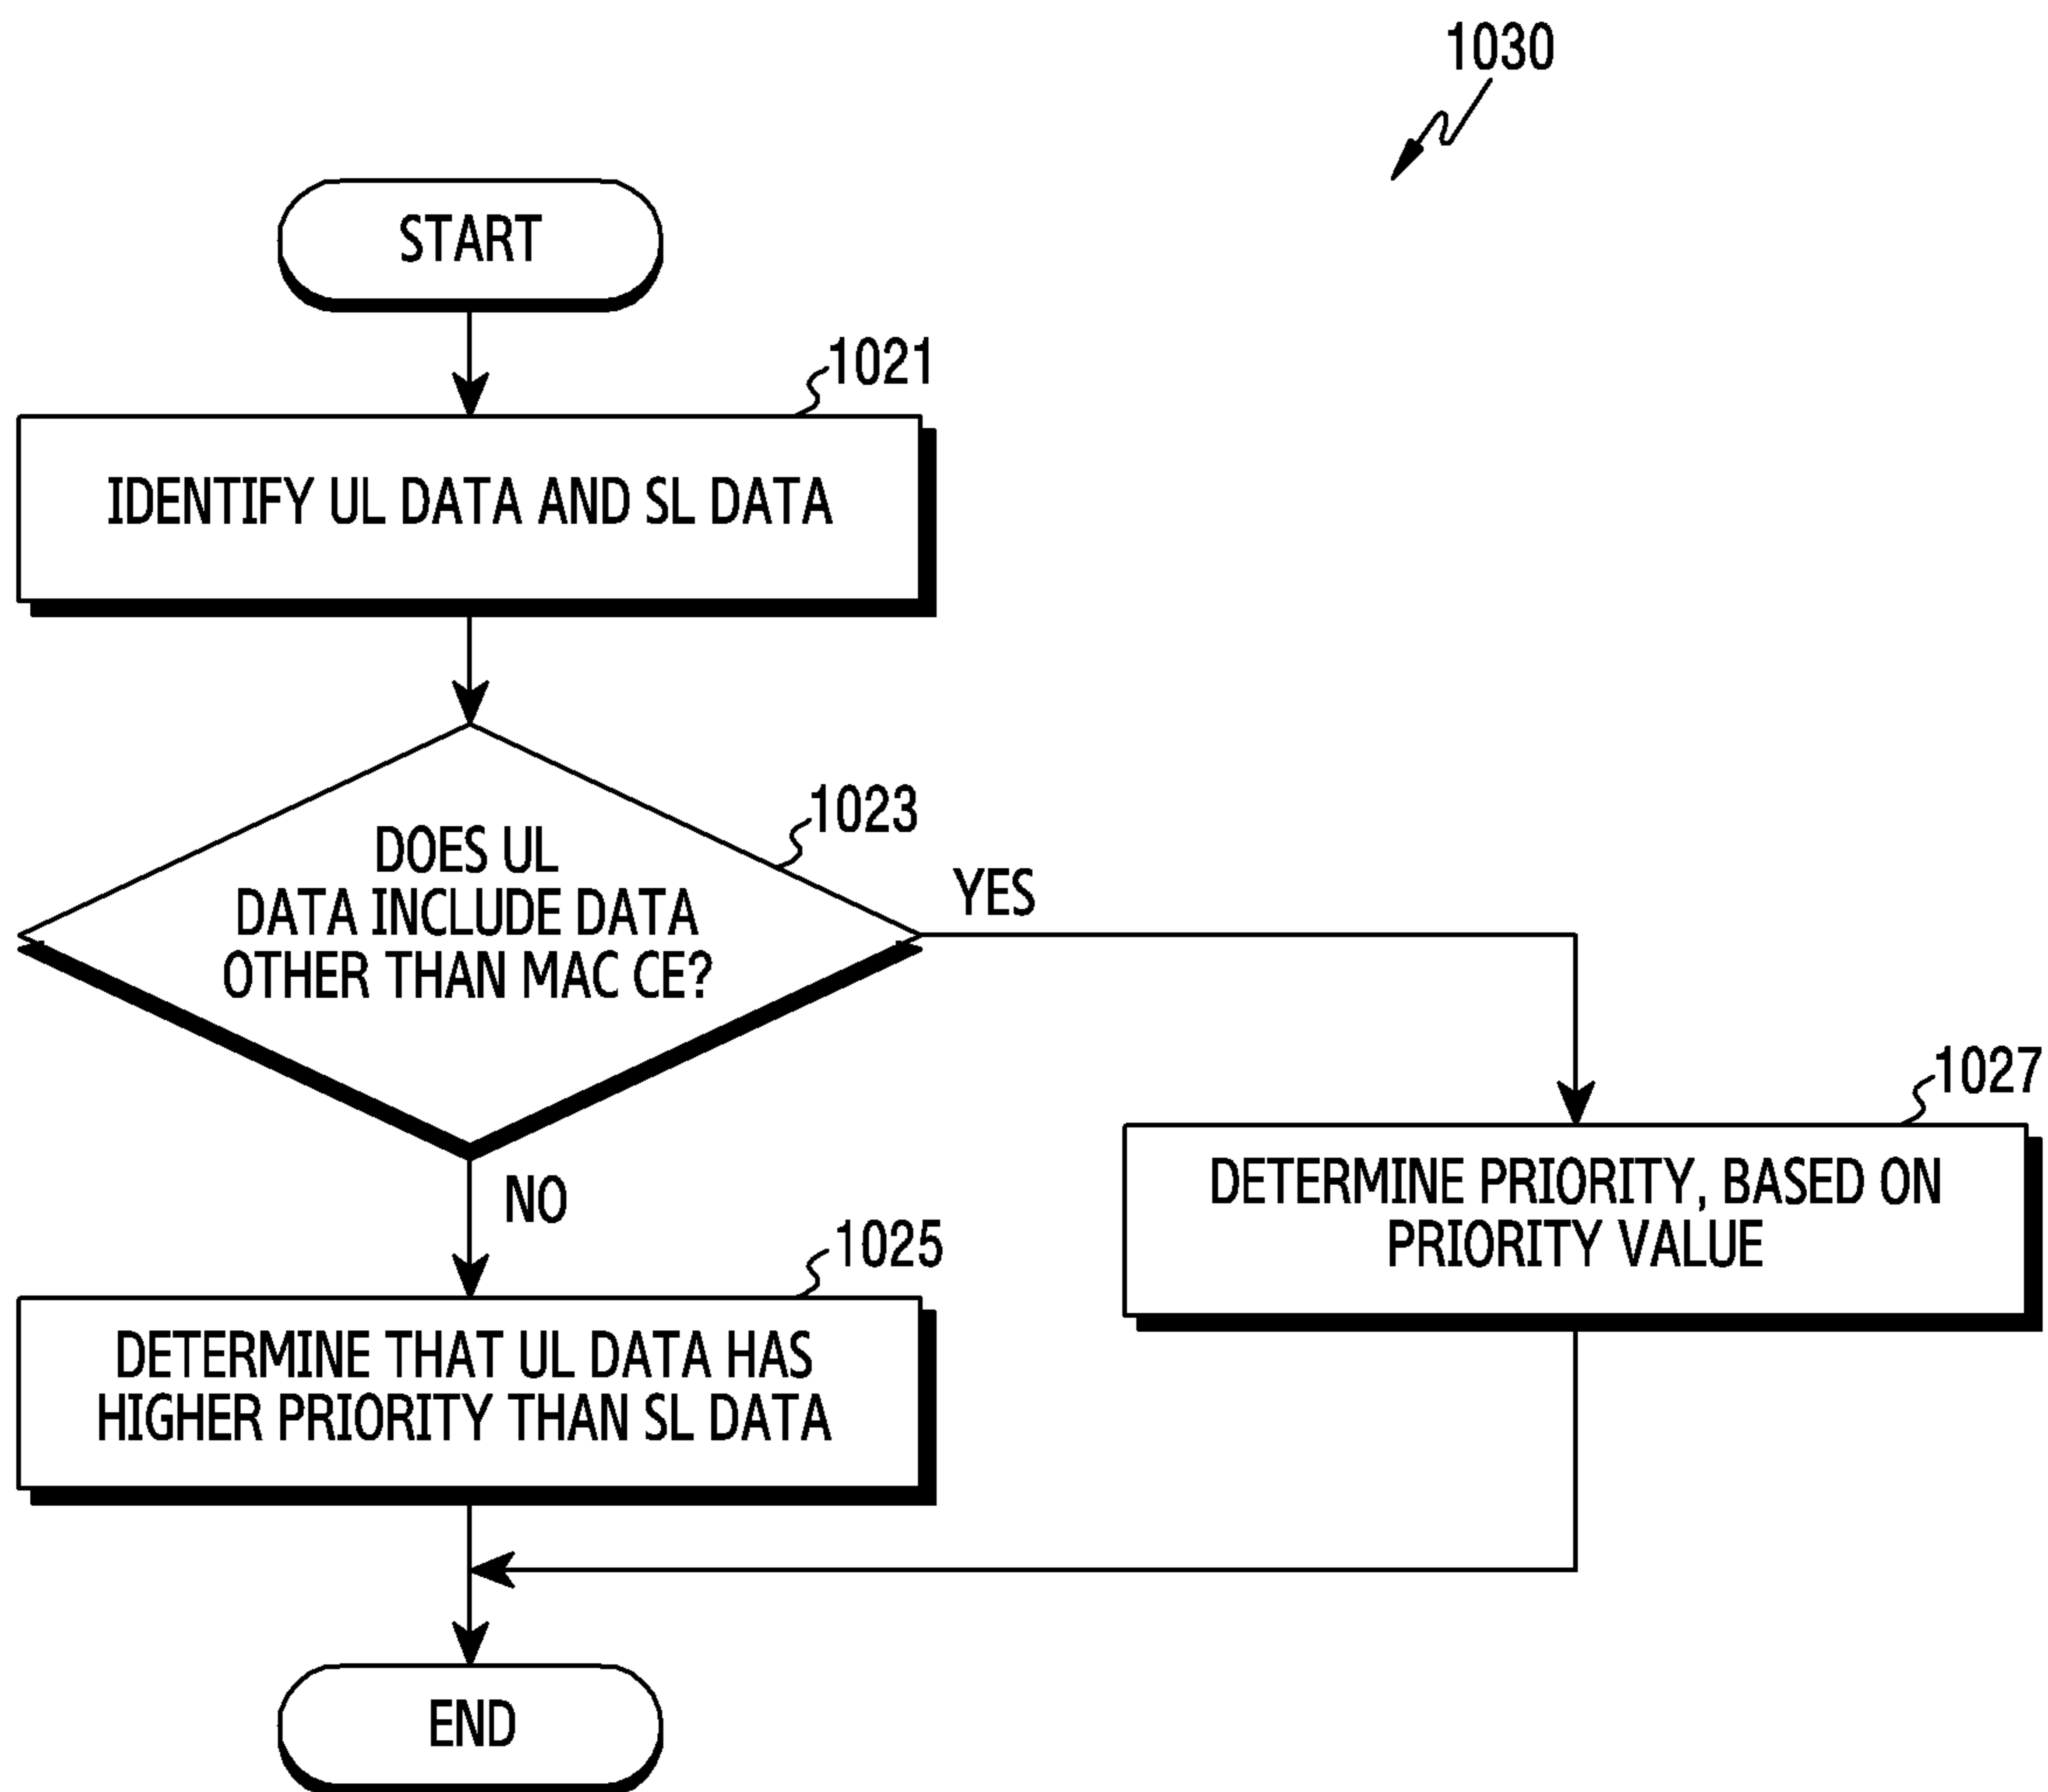 1030
START
1021
IDENTIFY UL DATA AND SL DATA
1023
DOES UL
DATA INCLUDE DATA
OTHER THAN MAC CE?
YES
NO
1027
DETERMINE PRIORITY, BASED ON
PRIORITY VALUE
1025
DETERMINE THAT UL DATA HAS
HIGHER PRIORITY THAN SL DATA
END